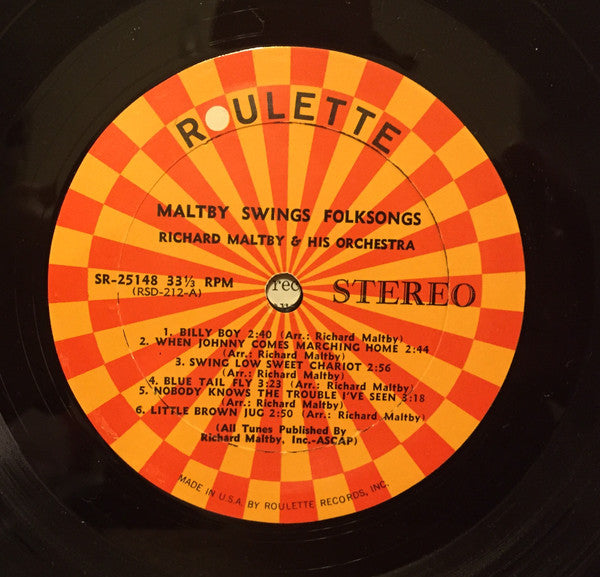 ROULETTE
MALTBY SWINGS FOLKSONGS
RICHARD MALTBY & HIS ORCHESTRA
SR-25148 33⅓ RPM
(RSD-212-A)
STEREO
rec
1. BILLY BOY 2:40 (Arr.: Richard Maltby)
2. WHEN JOHNNY COMES MARCHING HOME 2:44
(Arr.: Richard Maltby)
3. SWING LOW SWEET CHARIOT 2:56
(Arr.: Richard Maltby)
4. BLUE TAIL FLY 3:23 (Arr.: Richard Maltby)
5. NOBODY KNOWS THE TROUBLE I'VE SEEN 3:18
(Arr.: Richard Maltby)
6. LITTLE BROWN JUG 2:50 (Arr.: Richard Maltby)
(All Tunes Published By
Richard Maltby, Inc.-ASCAP)
MADE IN U.S.A. BY ROULETTE RECORDS, INC.